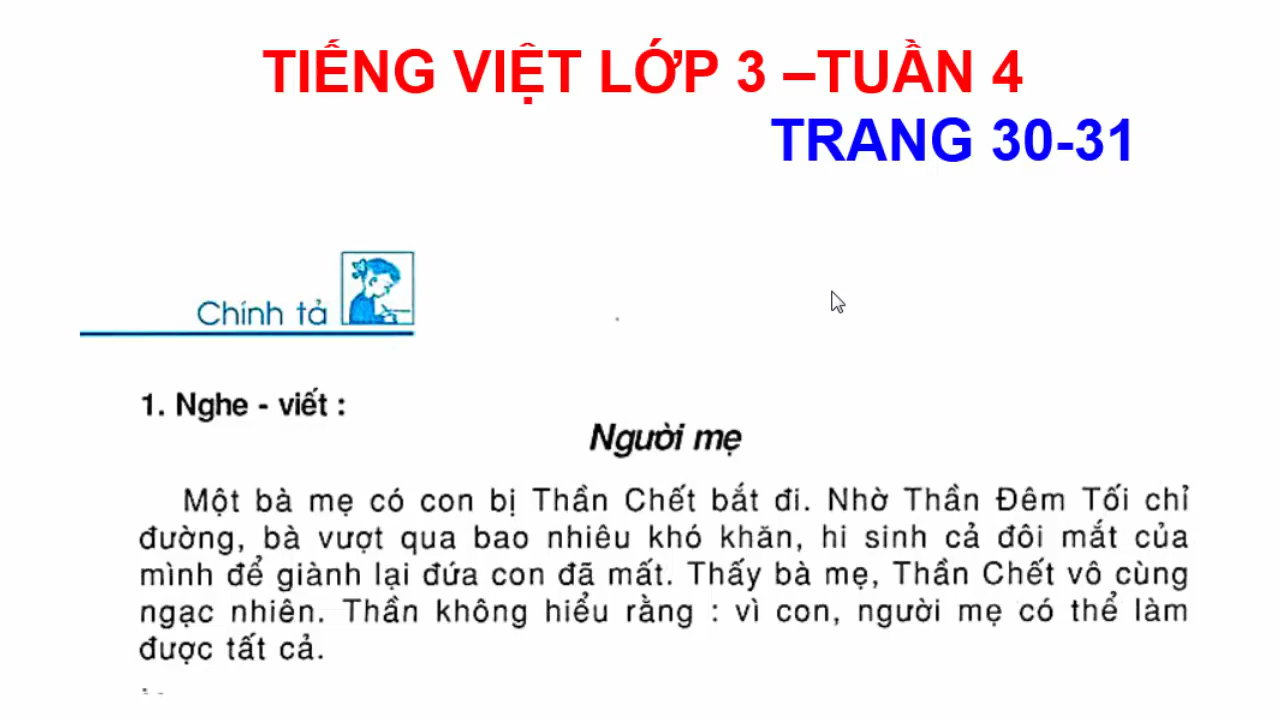 TIẾNG VIỆT LỚP 3 –TUẦN 4
TRANG 30-31
Chính tả
1. Nghe - viết :
Người mẹ
Một bà mẹ có con bị Thần Chết bắt đi. Nhờ Thần Đêm Tối chỉ
đường, bà vượt qua bao nhiêu khó khăn, hi sinh cả đôi mắt của
mình để giành lại đứa con đã mất. Thấy bà mẹ, Thần Chết vô cùng
ngạc nhiên. Thần không hiểu rằng : vì con, người mẹ có thể làm
được tất cả.